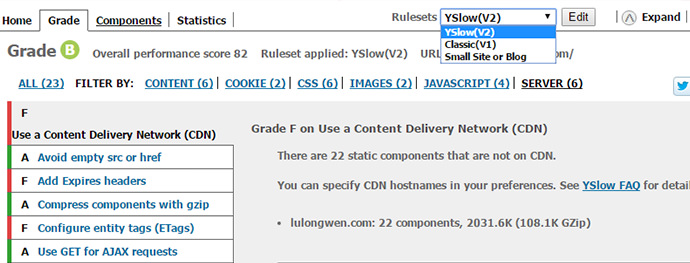 Home Grade Components Statistics Rulesets YSlow(V2) Edit Expand
YSlow(V2)
Classic(V1)
Small Site or Blog
Grade B Overall performance score 82 Ruleset applied: YSlow(V2) URL com/
ALL (23) FILTER BY: CONTENT (6) COOKIE (2) CSS (6) IMAGES (2) JAVASCRIPT (4) SERVER (6)
F
Use a Content Delivery Network (CDN)
A Avoid empty src or href
F Add Expires headers
A Compress components with gzip
F Configure entity tags (ETags)
A Use GET for AJAX requests
Grade F on Use a Content Delivery Network (CDN)
There are 22 static components that are not on CDN.
You can specify CDN hostnames in your preferences. See YSlow FAQ for detai
• lulongwen.com: 22 components, 2031.6K (108.1K GZip)